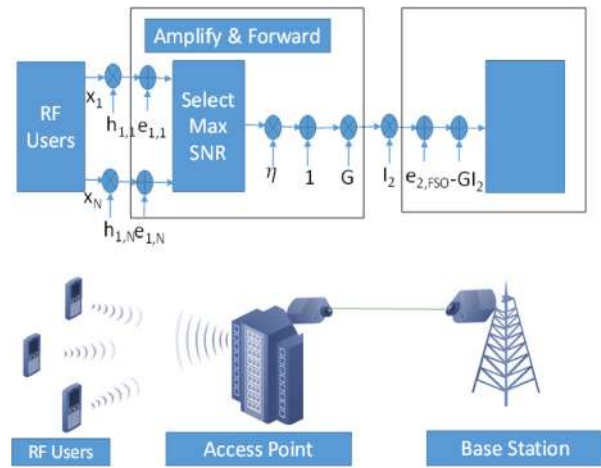 Amplify & Forward
RF
Users
x1
h1,1
e1,1
Select
Max
SNR
η
1
G
I2
e2,FSO
-GI2
xN
h1,N
e1,N
RF Users
Access Point
Base Station